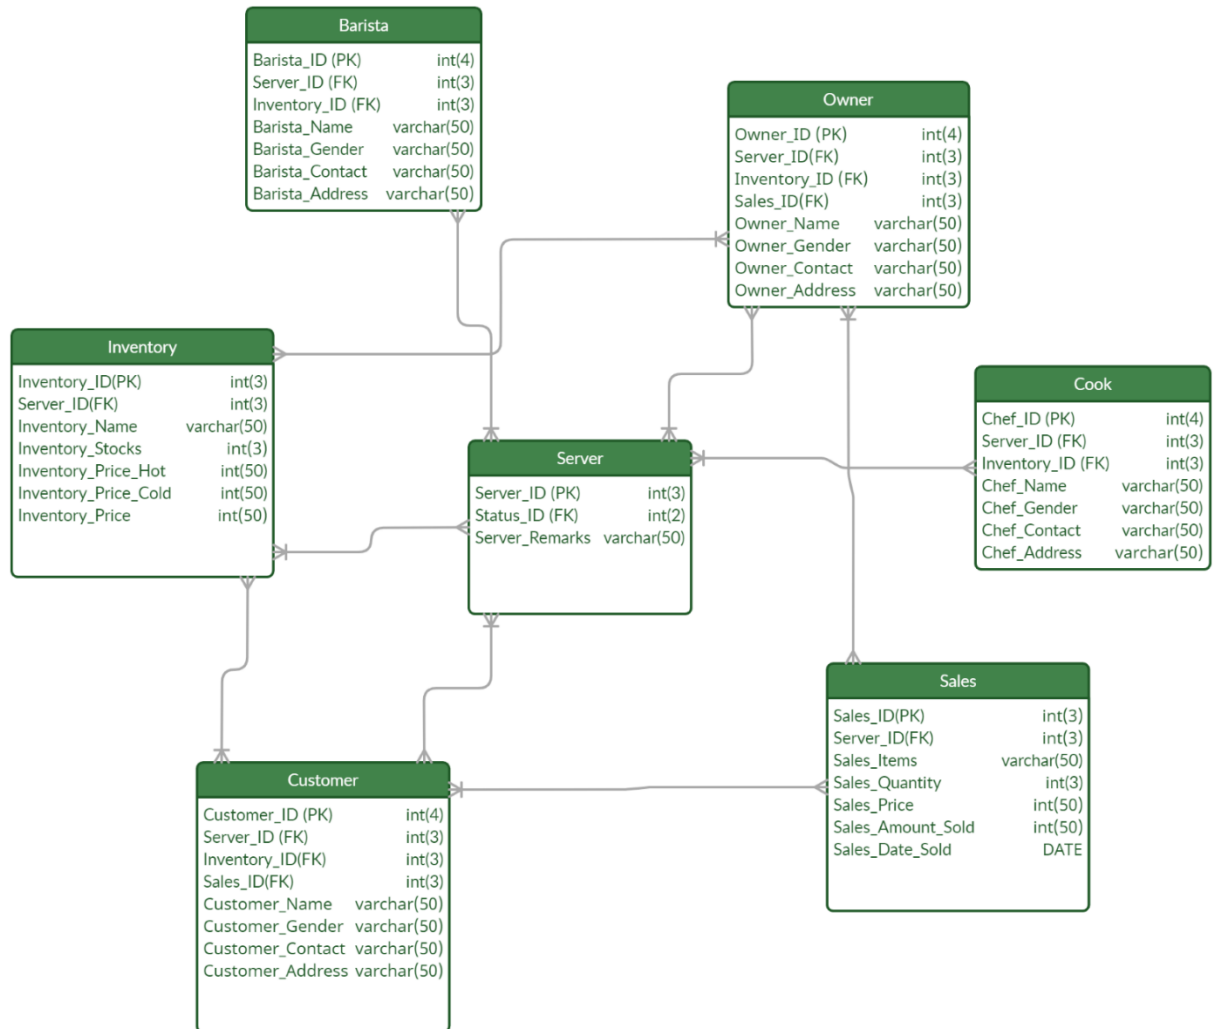 Barista
Barista_ID (PK) int(4)
Server_ID (FK) int(3)
Inventory_ID (FK) int(3)
Barista_Name varchar(50)
Barista_Gender varchar(50)
Barista_Contact varchar(50)
Barista_Address varchar(50)
Owner
Owner_ID (PK) int(4)
Server_ID(FK) int(3)
Inventory_ID (FK) int(3)
Sales_ID(FK) int(3)
Owner_Name varchar(50)
Owner_Gender varchar(50)
Owner_Contact varchar(50)
Owner_Address varchar(50)
Inventory
Inventory_ID(PK) int(3)
Server_ID(FK) int(3)
Inventory_Name varchar(50)
Inventory_Stocks int(3)
Inventory_Price_Hot int(50)
Inventory_Price_Cold int(50)
Inventory_Price int(50)
Server
Server_ID (PK) int(3)
Status_ID (FK) int(2)
Server_Remarks varchar(50)
Cook
Chef_ID (PK) int(4)
Server_ID (FK) int(3)
Inventory_ID (FK) int(3)
Chef_Name varchar(50)
Chef_Gender varchar(50)
Chef_Contact varchar(50)
Chef_Address varchar(50)
Customer
Customer_ID (PK) int(4)
Server_ID (FK) int(3)
Inventory_ID(FK) int(3)
Sales_ID(FK) int(3)
Customer_Name varchar(50)
Customer_Gender varchar(50)
Customer_Contact varchar(50)
Customer_Address varchar(50)
Sales
Sales_ID(PK) int(3)
Server_ID(FK) int(3)
Sales_Items varchar(50)
Sales_Quantity int(3)
Sales_Price int(50)
Sales_Amount_Sold int(50)
Sales_Date_Sold DATE